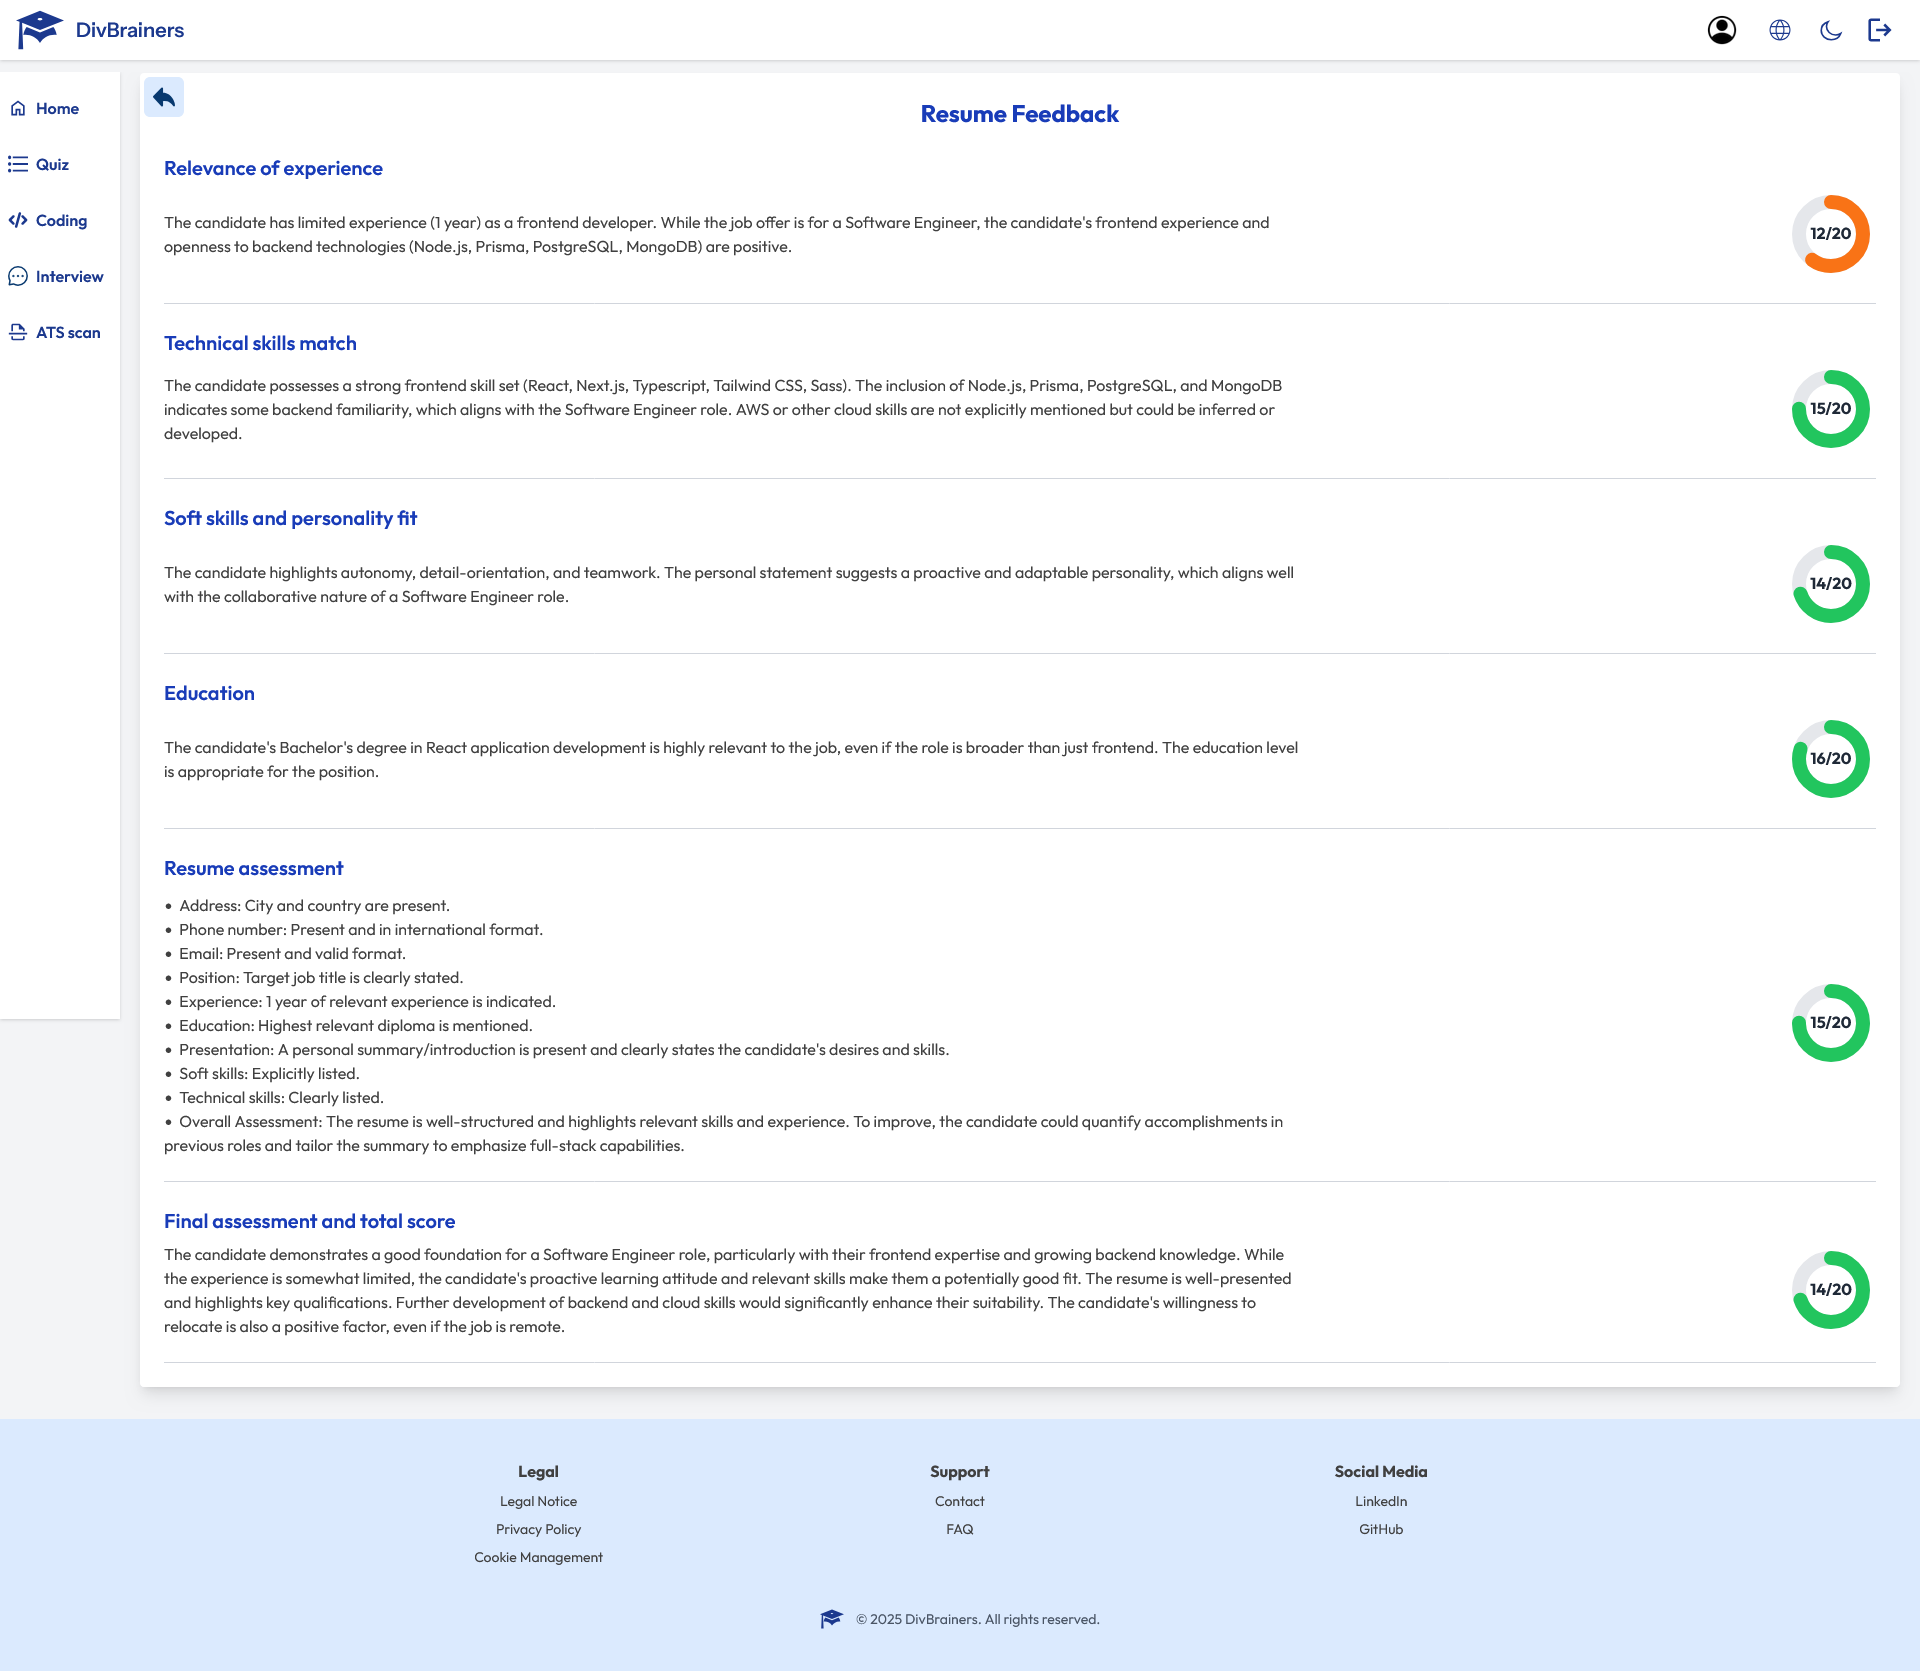 DivBrainers
Home
Quiz
Coding
Interview
ATS scan
Resume Feedback
Relevance of experience
The candidate has limited experience (1 year) as a frontend developer. While the job offer is for a Software Engineer, the candidate's frontend experience and
openness to backend technologies (Node.js, Prisma, PostgreSQL, MongoDB) are positive.
12/20
Technical skills match
The candidate possesses a strong frontend skill set (React, Next.js, Typescript, Tailwind CSS, Sass). The inclusion of Node.js, Prisma, PostgreSQL, and MongoDB
indicates some backend familiarity, which aligns with the Software Engineer role. AWS or other cloud skills are not explicitly mentioned but could be inferred or
developed.
15/20
Soft skills and personality fit
The candidate highlights autonomy, detail-orientation, and teamwork. The personal statement suggests a proactive and adaptable personality, which aligns well
with the collaborative nature of a Software Engineer role.
14/20
Education
The candidate's Bachelor's degree in React application development is highly relevant to the job, even if the role is broader than just frontend. The education level
is appropriate for the position.
16/20
Resume assessment
• Address: City and country are present.
• Phone number: Present and in international format.
• Email: Present and valid format.
• Position: Target job title is clearly stated.
• Experience: 1 year of relevant experience is indicated.
• Education: Highest relevant diploma is mentioned.
• Presentation: A personal summary/introduction is present and clearly states the candidate's desires and skills.
• Soft skills: Explicitly listed.
• Technical skills: Clearly listed.
• Overall Assessment: The resume is well-structured and highlights relevant skills and experience. To improve, the candidate could quantify accomplishments in
previous roles and tailor the summary to emphasize full-stack capabilities.
15/20
Final assessment and total score
The candidate demonstrates a good foundation for a Software Engineer role, particularly with their frontend expertise and growing backend knowledge. While
the experience is somewhat limited, the candidate's proactive learning attitude and relevant skills make them a potentially good fit. The resume is well-presented
and highlights key qualifications. Further development of backend and cloud skills would significantly enhance their suitability. The candidate's willingness to
relocate is also a positive factor, even if the job is remote.
14/20
Legal
Legal Notice
Privacy Policy
Cookie Management
Support
Contact
FAQ
Social Media
LinkedIn
GitHub
© 2025 DivBrainers. All rights reserved.